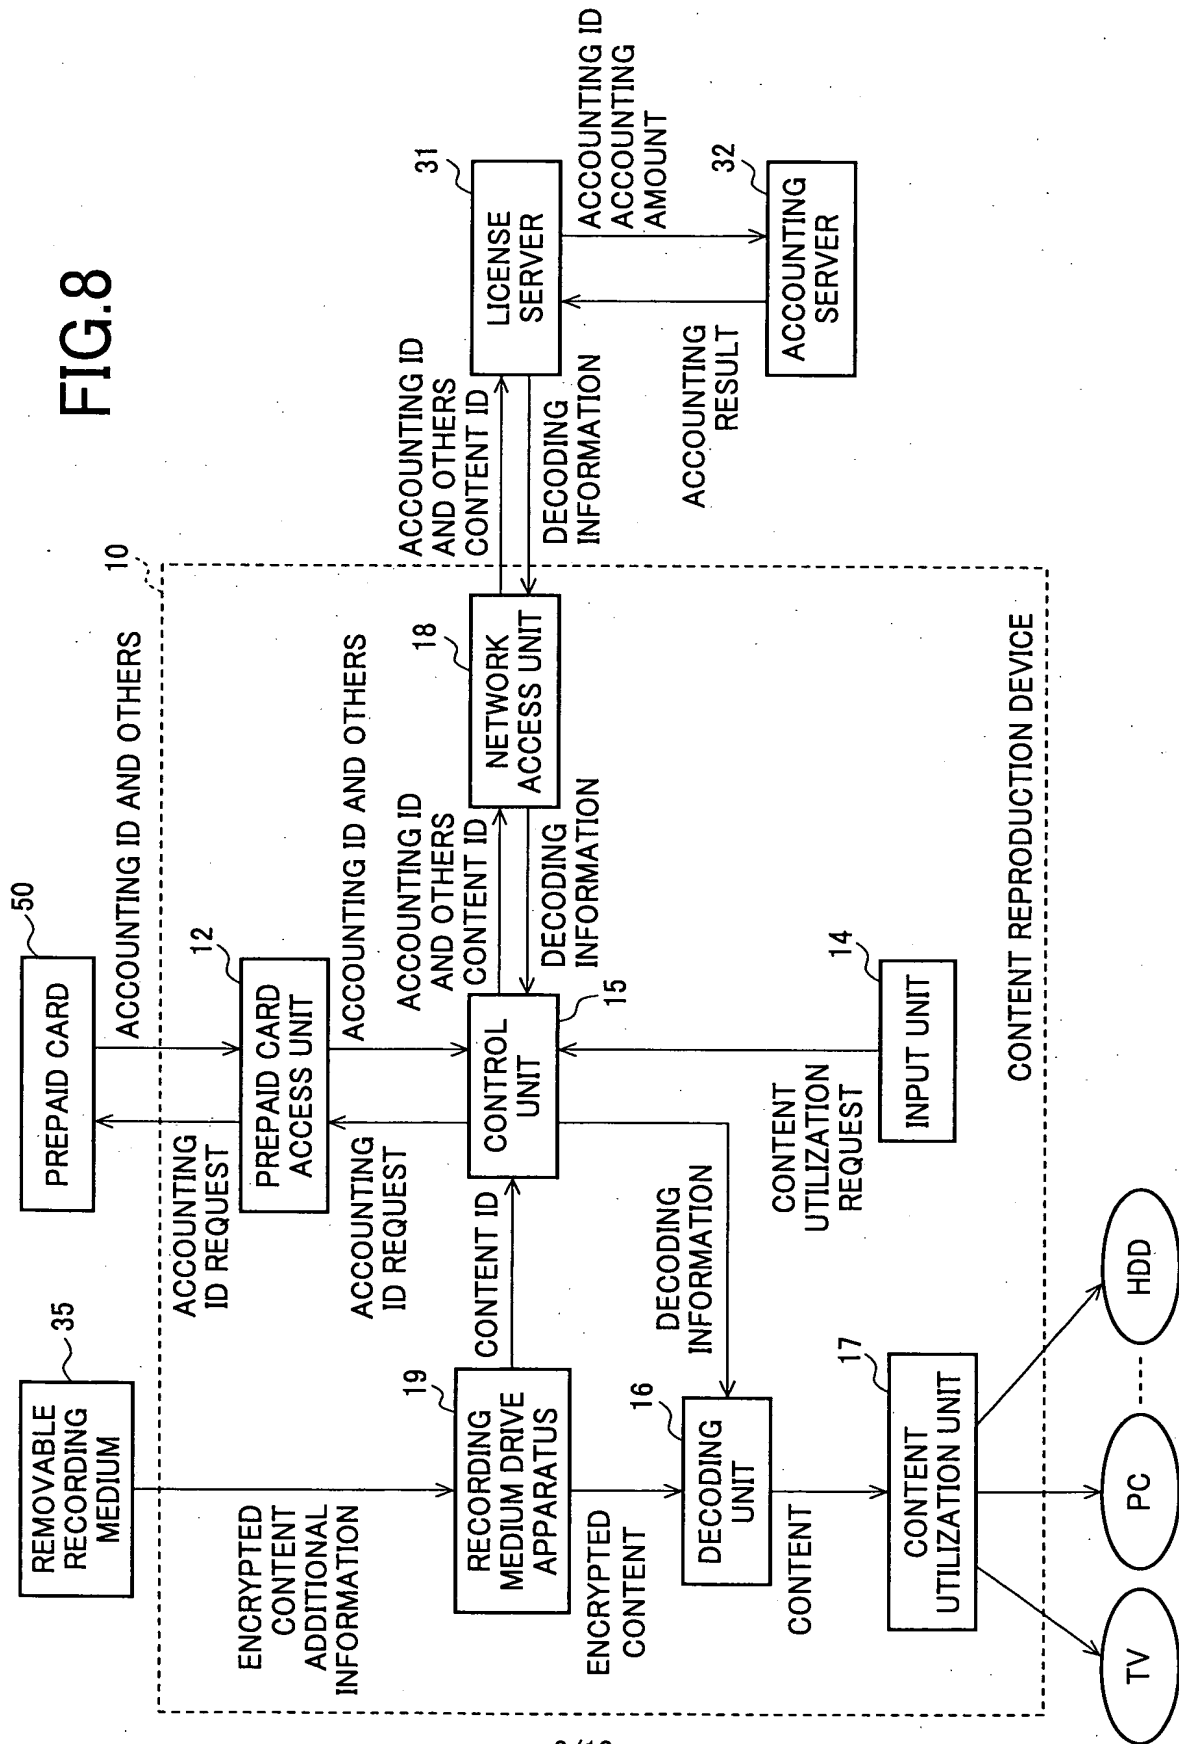 FIG.8
REMOVABLE
RECORDING
MEDIUM
35
PREPAID CARD
50
ENCRYPTED
CONTENT
ADDITIONAL
INFORMATION
ACCOUNTING
ID REQUEST
ACCOUNTING ID AND OTHERS
10
PREPAID CARD
ACCESS UNIT
12
ACCOUNTING
ID REQUEST
ACCOUNTING ID AND OTHERS
RECORDING
MEDIUM DRIVE
APPARATUS
19
CONTENT ID
CONTROL
UNIT
15
ACCOUNTING ID
AND OTHERS
CONTENT ID
DECODING
INFORMATION
NETWORK
ACCESS UNIT
18
ACCOUNTING ID
AND OTHERS
CONTENT ID
DECODING
INFORMATION
LICENSE
SERVER
31
ACCOUNTING ID
ACCOUNTING
AMOUNT
ACCOUNTING
RESULT
ACCOUNTING
SERVER
32
ENCRYPTED
CONTENT
DECODING
UNIT
16
DECODING
INFORMATION
CONTENT
UTILIZATION
REQUEST
INPUT UNIT
14
CONTENT
CONTENT
UTILIZATION UNIT
17
CONTENT REPRODUCTION DEVICE
TV
PC
HDD